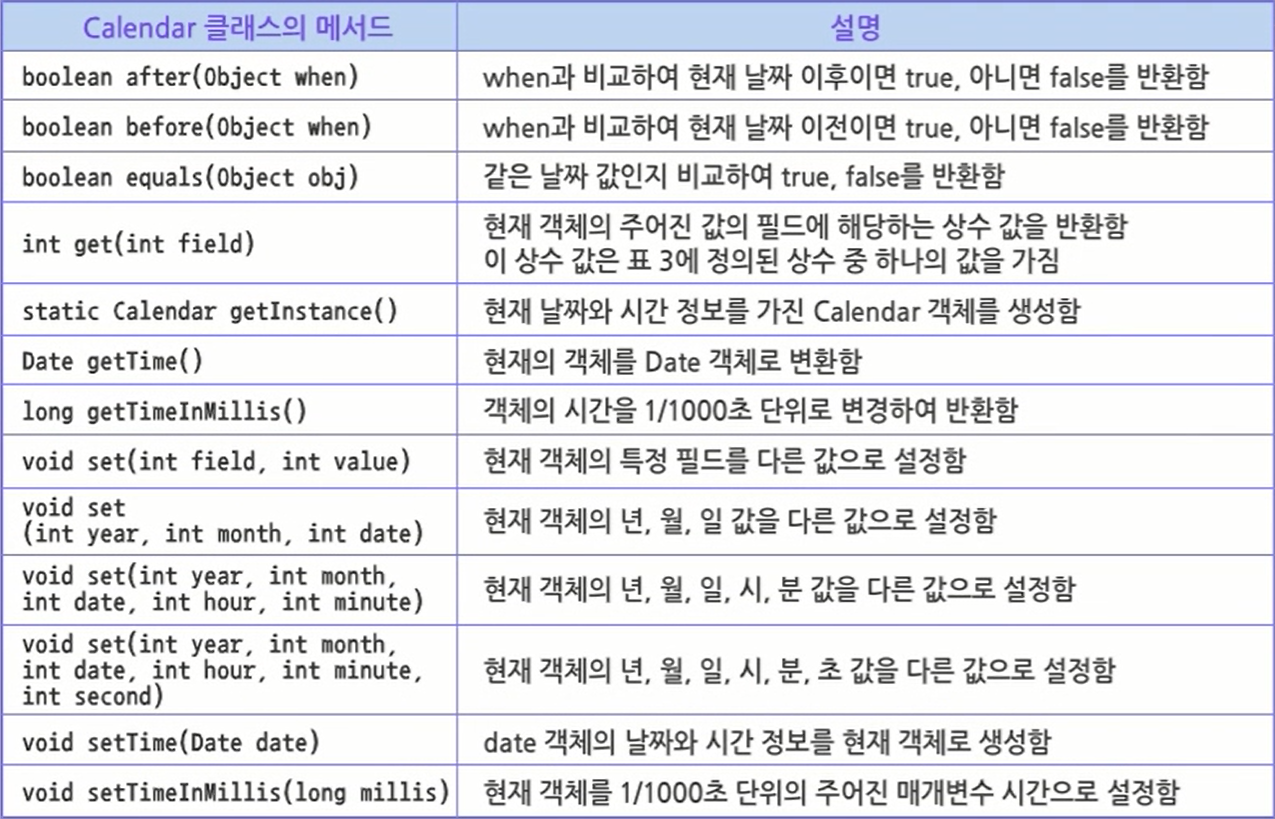 Calendar 클래스의 메서드
설명
boolean after(Object when)
when과 비교하여 현재 날짜 이후이면 true, 아니면 false를 반환함
boolean before(Object when)
when과 비교하여 현재 날짜 이전이면 true, 아니면 false를 반환함
boolean equals(Object obj)
같은 날짜 값인지 비교하여 true, false를 반환함
int get(int field)
현재 객체의 주어진 값의 필드에 해당하는 상수 값을 반환함
이 상수 값은 표 3에 정의된 상수 중 하나의 값을 가짐
static Calendar getInstance()
현재 날짜와 시간 정보를 가진 Calendar 객체를 생성함
Date getTime()
현재의 객체를 Date 객체로 변환함
long getTimeInMillis()
객체의 시간을 1/1000초 단위로 변경하여 반환함
void set(int field, int value)
현재 객체의 특정 필드를 다른 값으로 설정함
void set
(int year, int month, int date)
현재 객체의 년, 월, 일 값을 다른 값으로 설정함
void set(int year, int month,
int date, int hour, int minute)
현재 객체의 년, 월, 일, 시, 분 값을 다른 값으로 설정함
void set(int year, int month,
int date, int hour, int minute,
int second)
현재 객체의 년, 월, 일, 시, 분, 초 값을 다른 값으로 설정함
void setTime(Date date)
date 객체의 날짜와 시간 정보를 현재 객체로 생성함
void setTimeInMillis(long millis)
현재 객체를 1/1000초 단위의 주어진 매개변수 시간으로 설정함